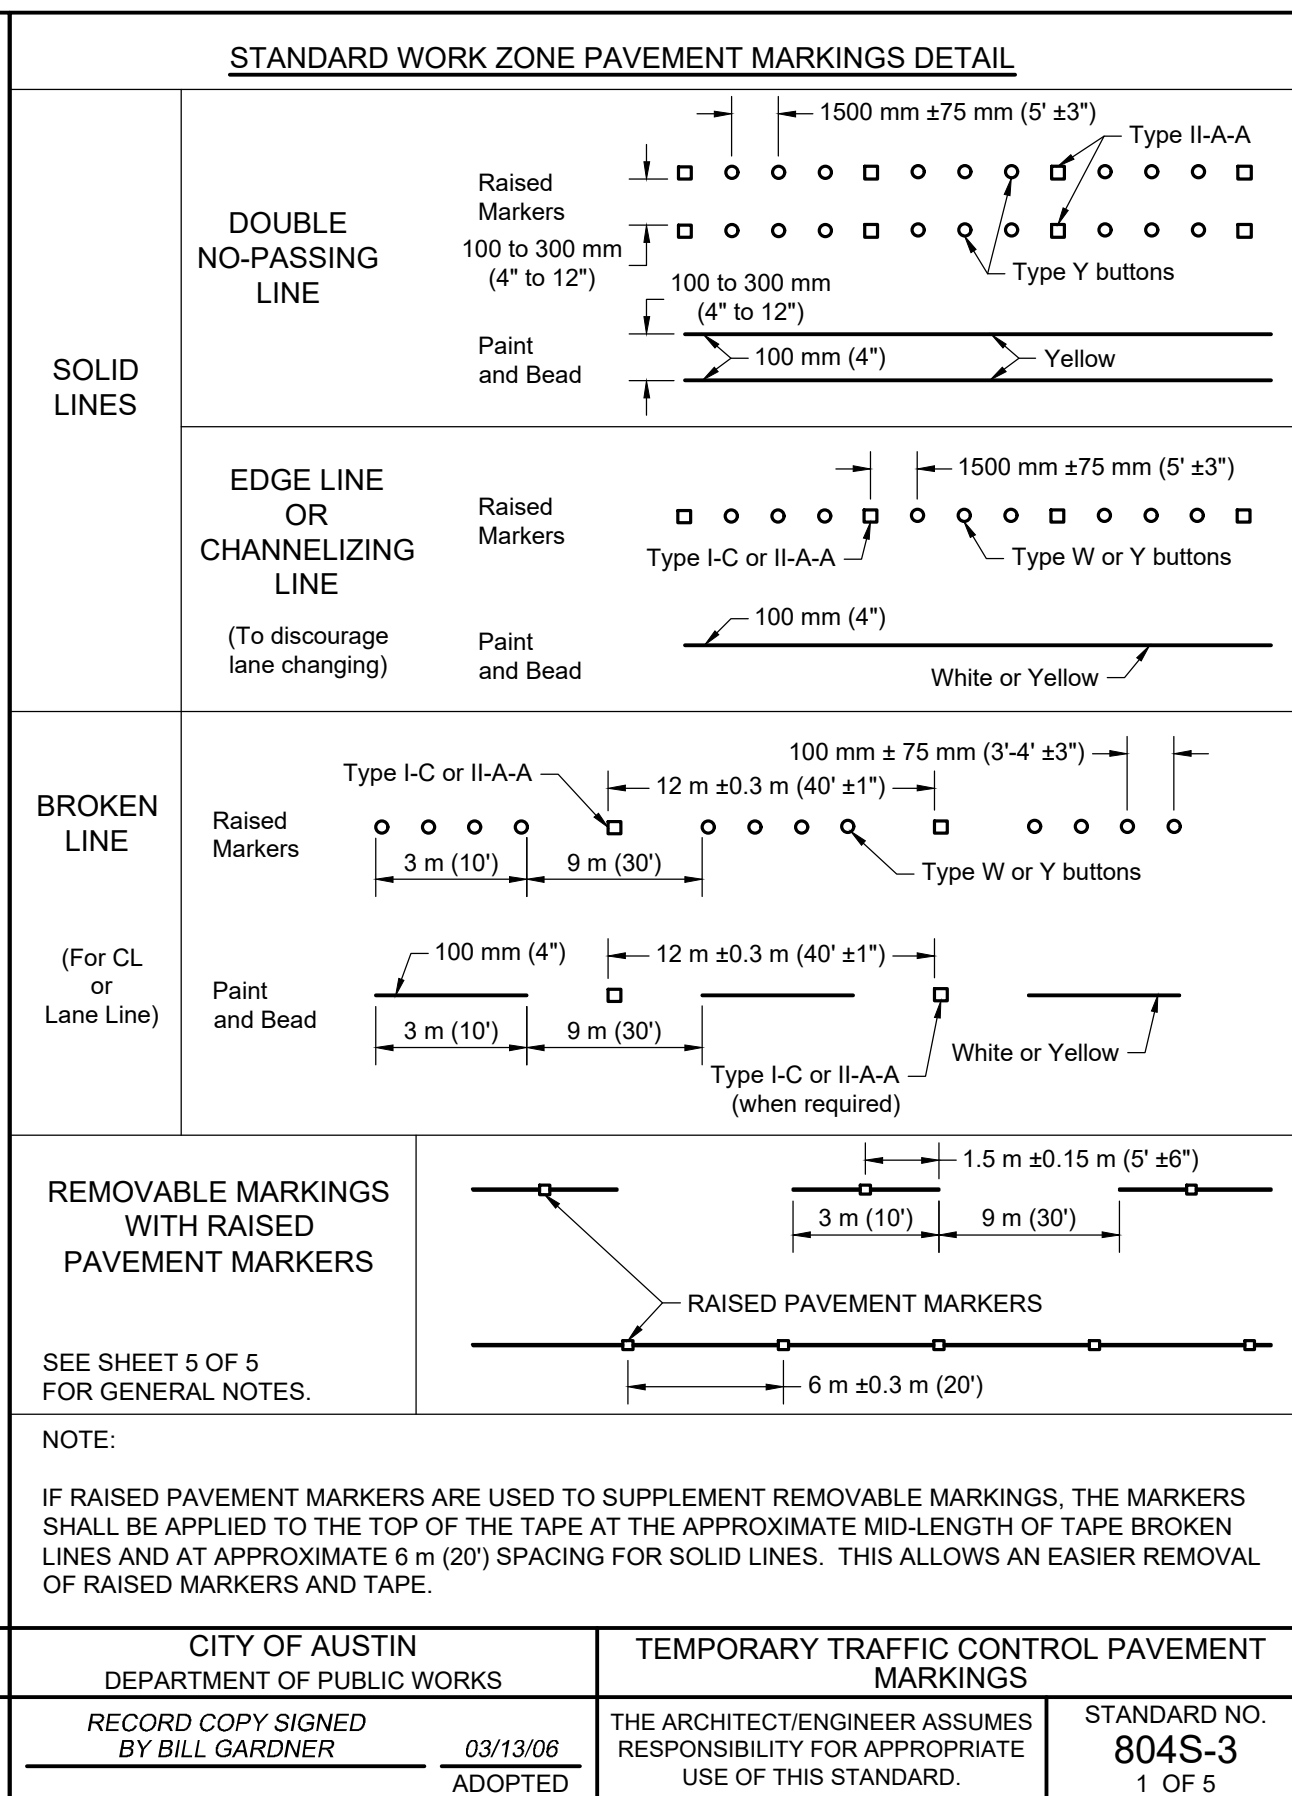 STANDARD WORK ZONE PAVEMENT MARKINGS DETAIL
SOLID
LINES
DOUBLE
NO-PASSING
LINE
Raised
Markers
100 to 300 mm
(4" to 12")
1500 mm ±75 mm (5' ±3")
Type II-A-A
Type Y buttons
100 to 300 mm
(4" to 12")
Paint
and Bead
100 mm (4")
Yellow
EDGE LINE
OR
CHANNELIZING
LINE
(To discourage
lane changing)
Raised
Markers
1500 mm ±75 mm (5' ±3")
Type I-C or II-A-A
Type W or Y buttons
Paint
and Bead
100 mm (4")
White or Yellow
BROKEN
LINE
(For CL
or
Lane Line)
Raised
Markers
Type I-C or II-A-A
100 mm ± 75 mm (3'-4' ±3")
12 m ±0.3 m (40' ±1")
3 m (10')
9 m (30')
Type W or Y buttons
Paint
and Bead
100 mm (4")
12 m ±0.3 m (40' ±1")
3 m (10')
9 m (30')
White or Yellow
Type I-C or II-A-A
(when required)
REMOVABLE MARKINGS
WITH RAISED
PAVEMENT MARKERS
SEE SHEET 5 OF 5
FOR GENERAL NOTES.
1.5 m ±0.15 m (5' ±6")
3 m (10')
9 m (30')
RAISED PAVEMENT MARKERS
6 m ±0.3 m (20')
NOTE:
IF RAISED PAVEMENT MARKERS ARE USED TO SUPPLEMENT REMOVABLE MARKINGS, THE MARKERS
SHALL BE APPLIED TO THE TOP OF THE TAPE AT THE APPROXIMATE MID-LENGTH OF TAPE BROKEN
LINES AND AT APPROXIMATE 6 m (20') SPACING FOR SOLID LINES. THIS ALLOWS AN EASIER REMOVAL
OF RAISED MARKERS AND TAPE.
CITY OF AUSTIN
DEPARTMENT OF PUBLIC WORKS
TEMPORARY TRAFFIC CONTROL PAVEMENT
MARKINGS
RECORD COPY SIGNED
BY BILL GARDNER
03/13/06
ADOPTED
THE ARCHITECT/ENGINEER ASSUMES
RESPONSIBILITY FOR APPROPRIATE
USE OF THIS STANDARD.
STANDARD NO.
804S-3
1 OF 5